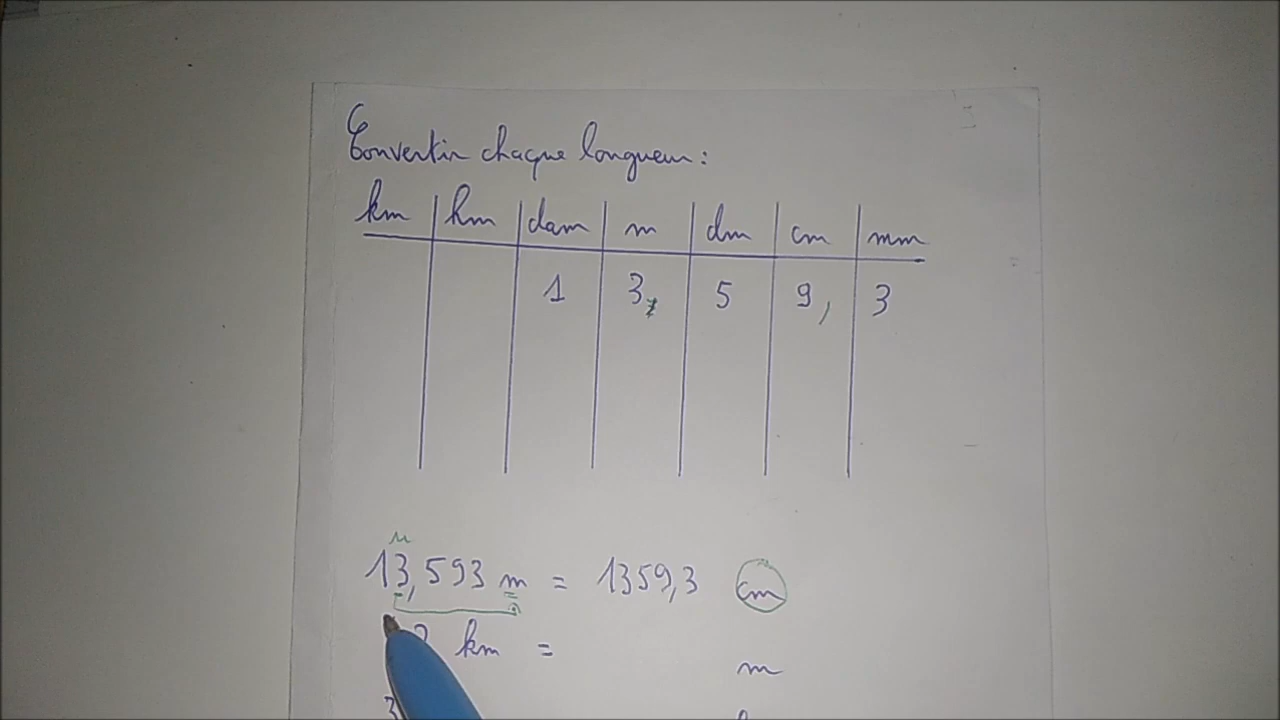 Convertir chaque longueur :
km | hm | dam | m | dm | cm | mm
1 | 3, | 5 | 9, | 3
u
13,593 m = 1359,3 cm
km = m
3